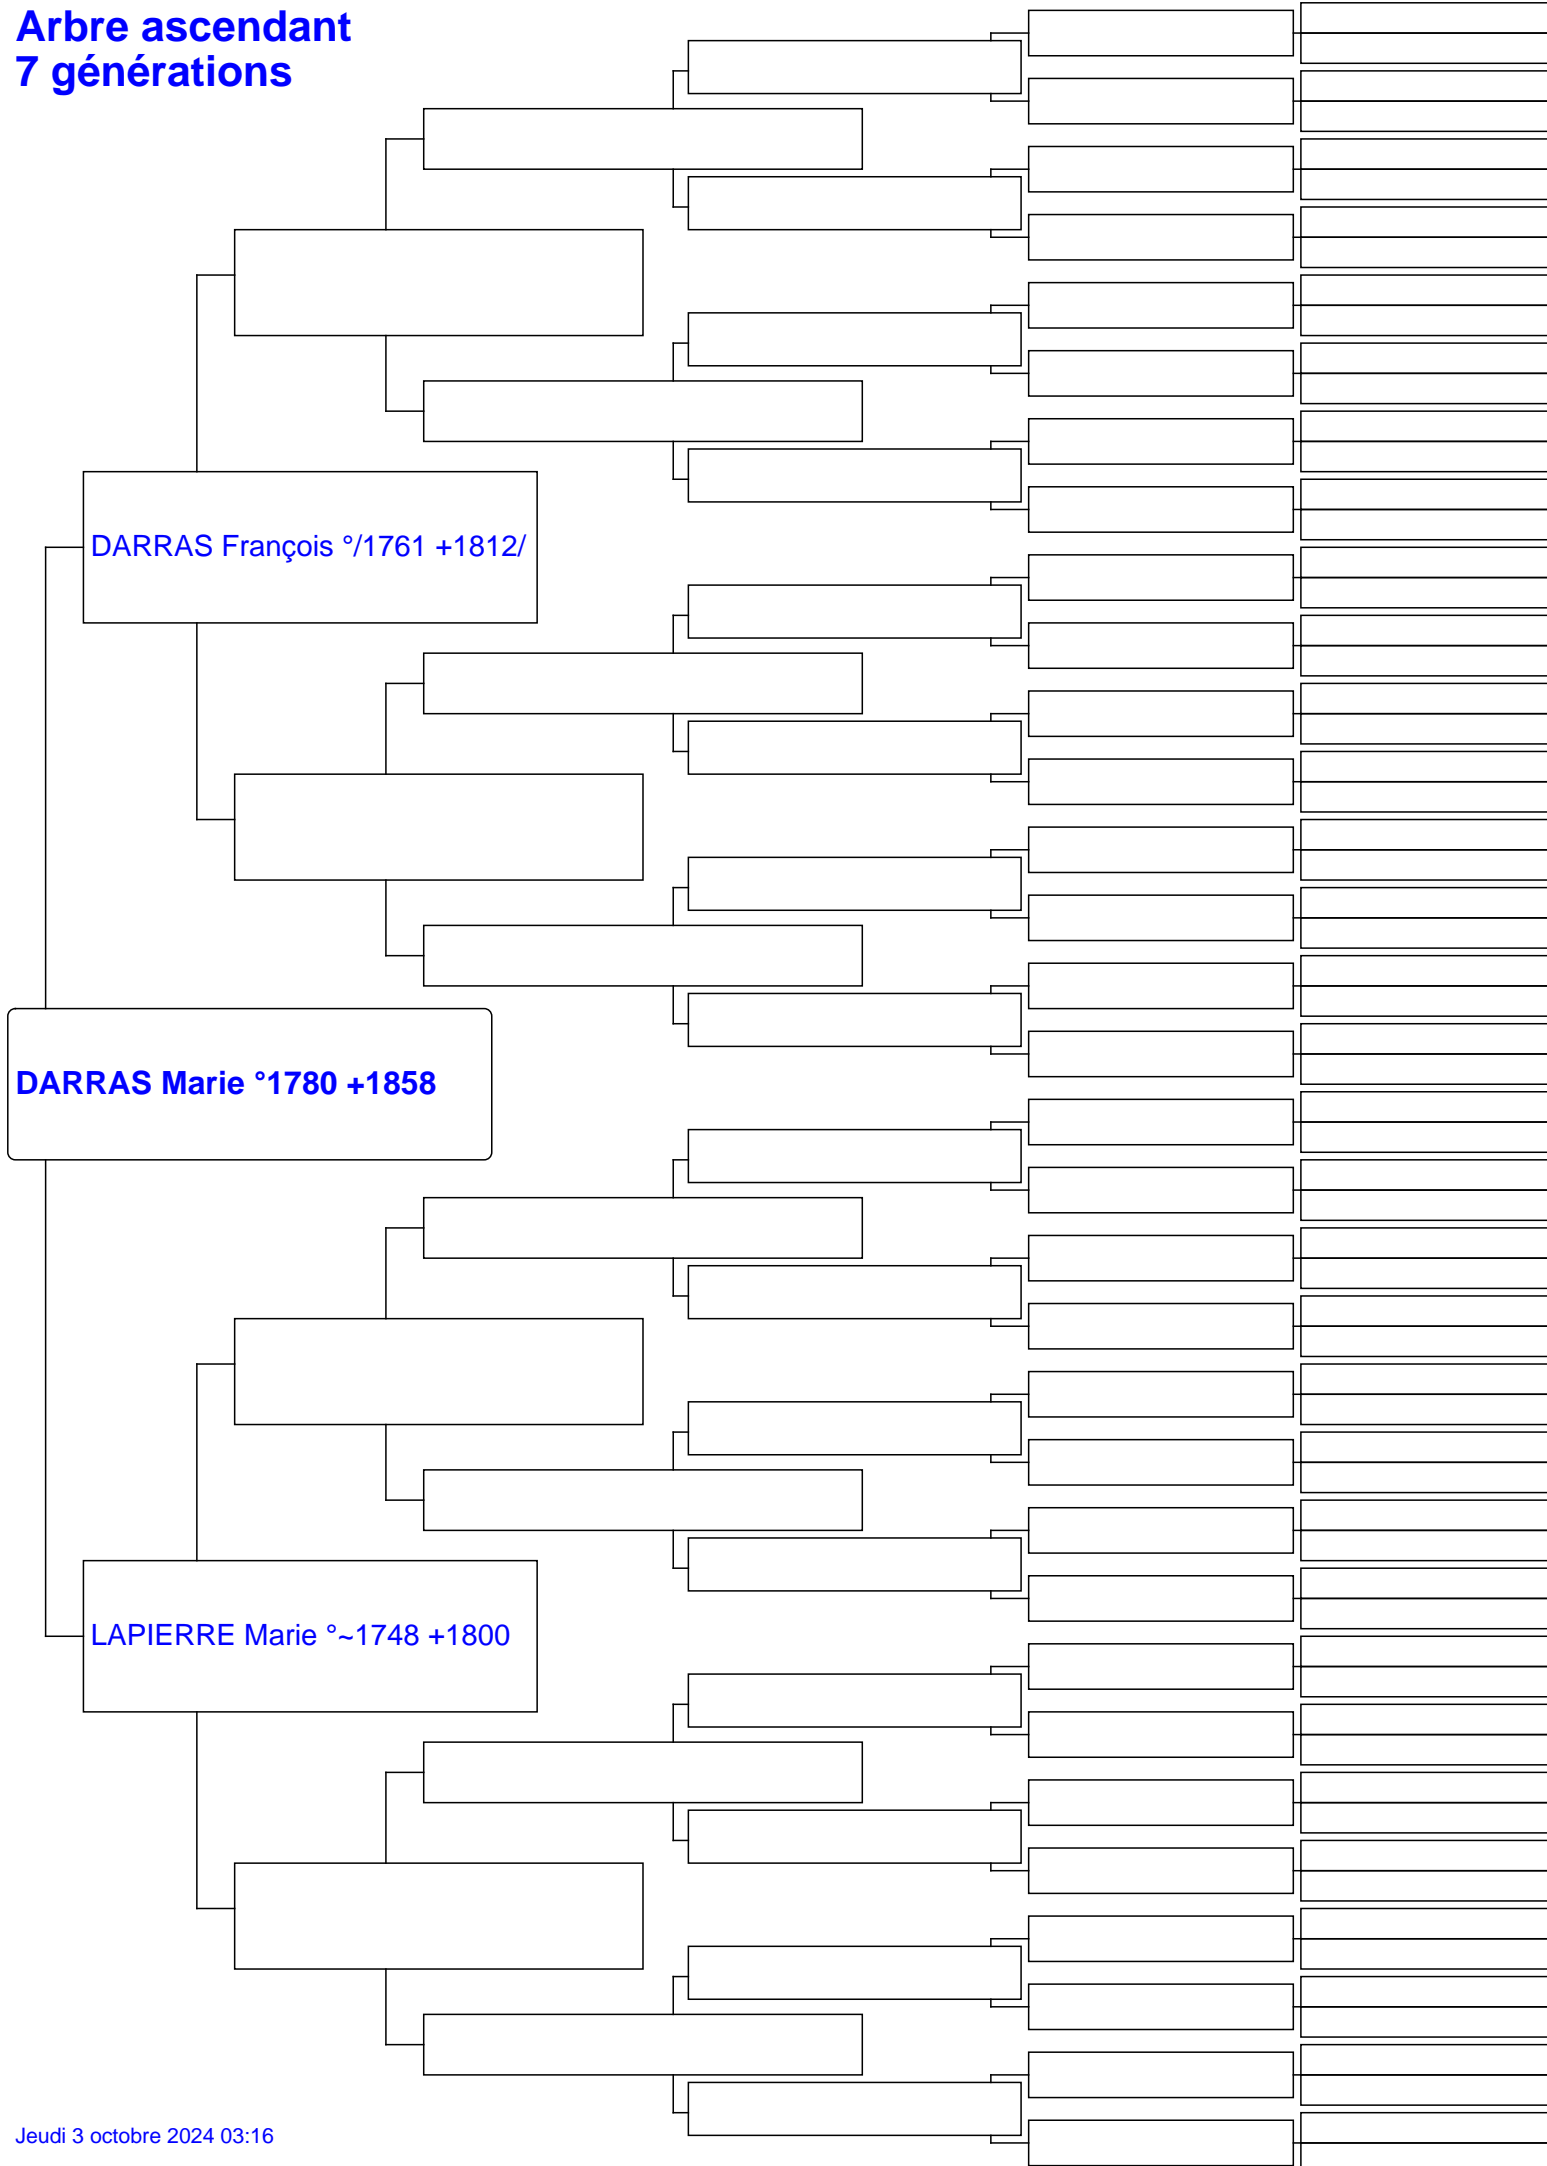 Arbre ascendant
7 générations
DARRAS François °/1761 +1812/
DARRAS Marie °1780 +1858
LAPIERRE Marie °~1748 +1800
Jeudi 3 octobre 2024 03:16